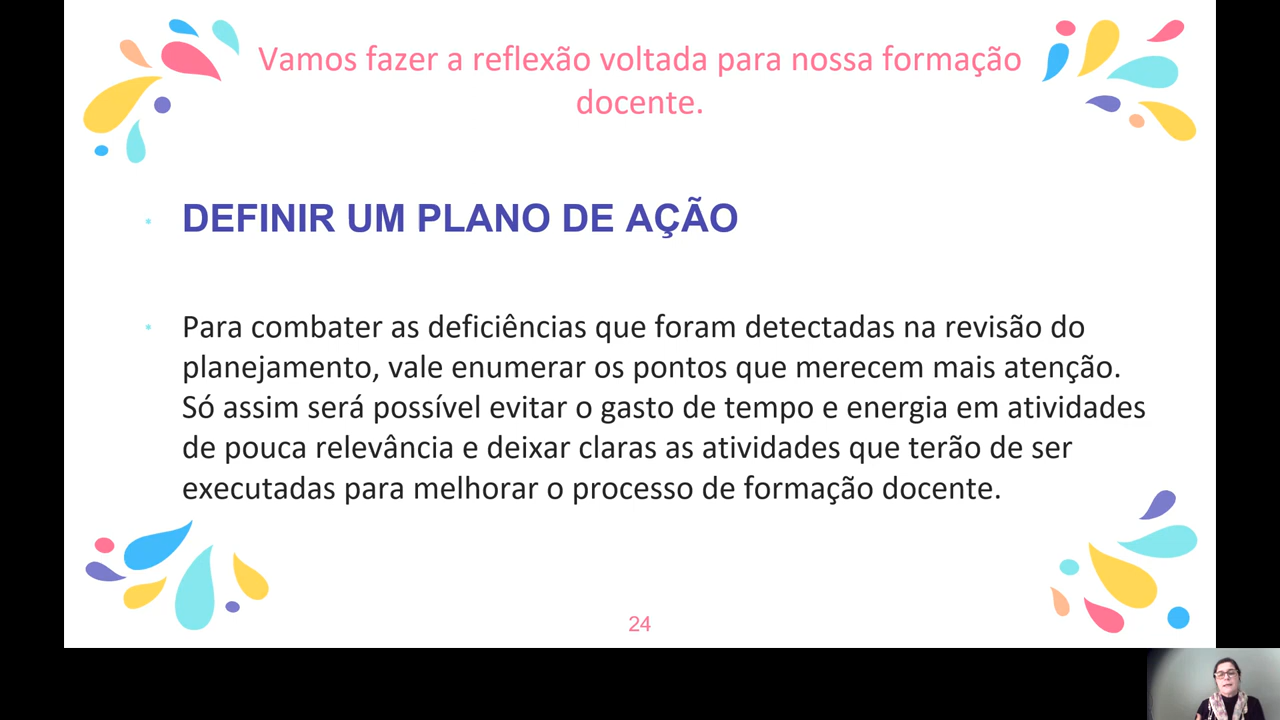 Vamos fazer a reflexão voltada para nossa formação
docente.
DEFINIR UM PLANO DE AÇÃO
Para combater as deficiências que foram detectadas na revisão do
planejamento, vale enumerar os pontos que merecem mais atenção.
Só assim será possível evitar o gasto de tempo e energia em atividades
de pouca relevância e deixar claras as atividades que terão de ser
executadas para melhorar o processo de formação docente.
24